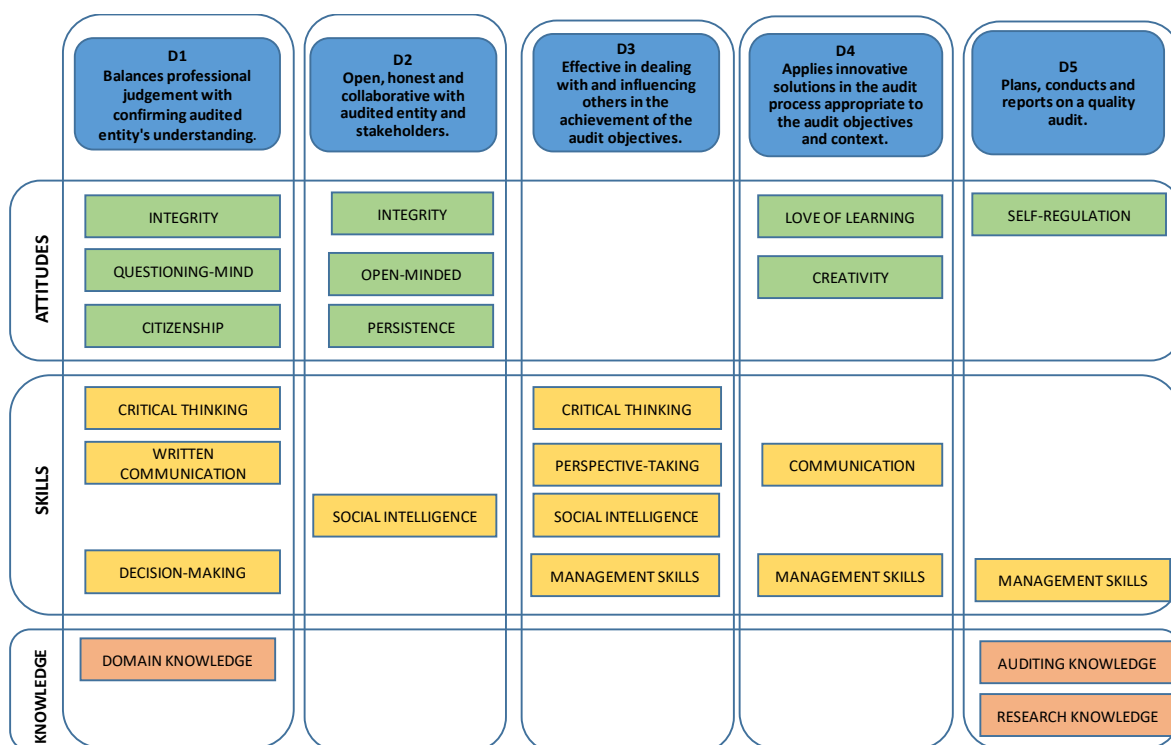 D1
Balances professional
judgement with
confirming audited
entity's understanding.
D2
Open, honest and
collaborative with
audited entity and
stakeholders.
D3
Effective in dealing
with and influencing
others in the
achievement of the
audit objectives.
D4
Applies innovative
solutions in the audit
process appropriate to
the audit objectives
and context.
D5
Plans, conducts and
reports on a quality
audit.
ATTITUDES
INTEGRITY
INTEGRITY
LOVE OF LEARNING
SELF-REGULATION
QUESTIONING-MIND
OPEN-MINDED
CREATIVITY
CITIZENSHIP
PERSISTENCE
SKILLS
CRITICAL THINKING
CRITICAL THINKING
WRITTEN
COMMUNICATION
PERSPECTIVE-TAKING
COMMUNICATION
SOCIAL INTELLIGENCE
SOCIAL INTELLIGENCE
DECISION-MAKING
MANAGEMENT SKILLS
MANAGEMENT SKILLS
MANAGEMENT SKILLS
KNOWLEDGE
DOMAIN KNOWLEDGE
AUDITING KNOWLEDGE
RESEARCH KNOWLEDGE